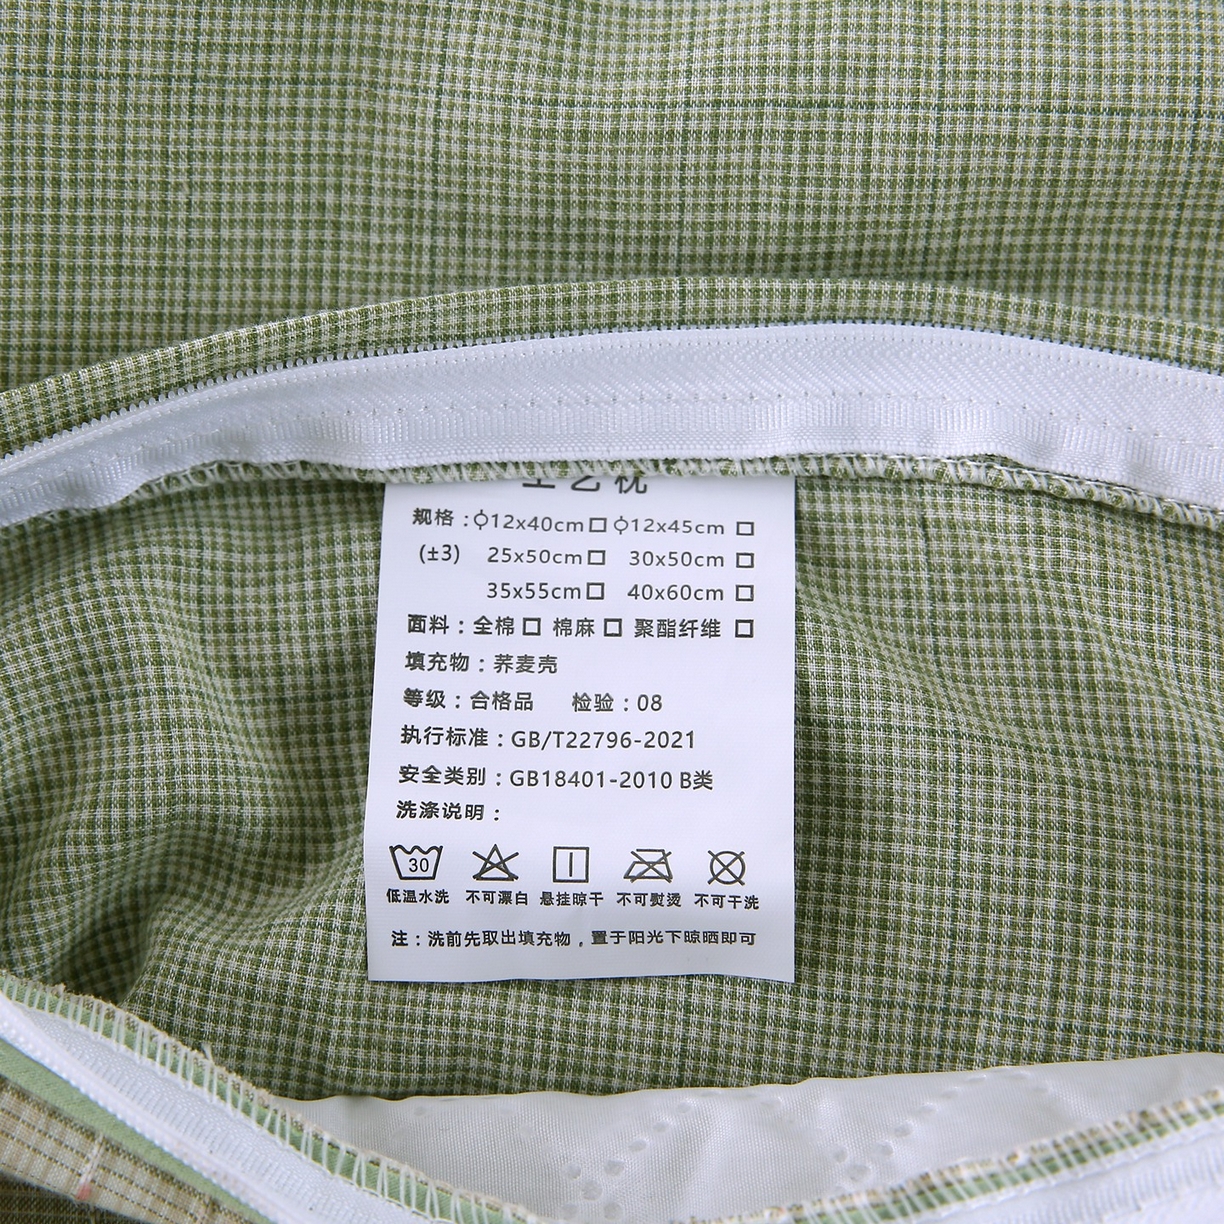 工艺枕
规格：ϕ12x40cm□ ϕ12x45cm □
(±3) 25x50cm□ 30x50cm □
35x55cm□ 40x60cm □
面料：全棉 □ 棉麻 □ 聚酯纤维 □
填充物：荞麦壳
等级：合格品 检验：08
执行标准：GB/T22796-2021
安全类别：GB18401-2010 B类
洗涤说明：
30
低温水洗 不可漂白 悬挂晾干 不可熨烫 不可干洗
注：洗前先取出填充物，置于阳光下晾晒即可